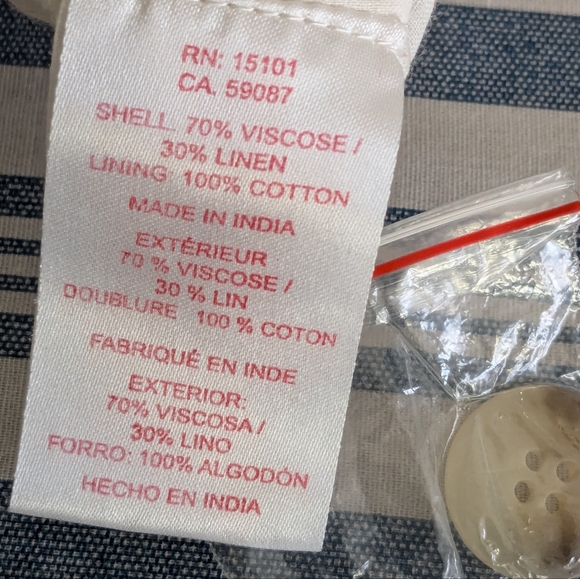 RN: 15101
CA. 59087
SHELL 70% VISCOSE /
30% LINEN
LINING: 100% COTTON
MADE IN INDIA
EXTÉRIEUR
70 % VISCOSE /
30 % LIN
DOUBLURE 100 % COTON
FABRIQUÉ EN INDE
EXTERIOR:
70% VISCOSA /
30% LINO
FORRO: 100% ALGODÓN
HECHO EN INDIA